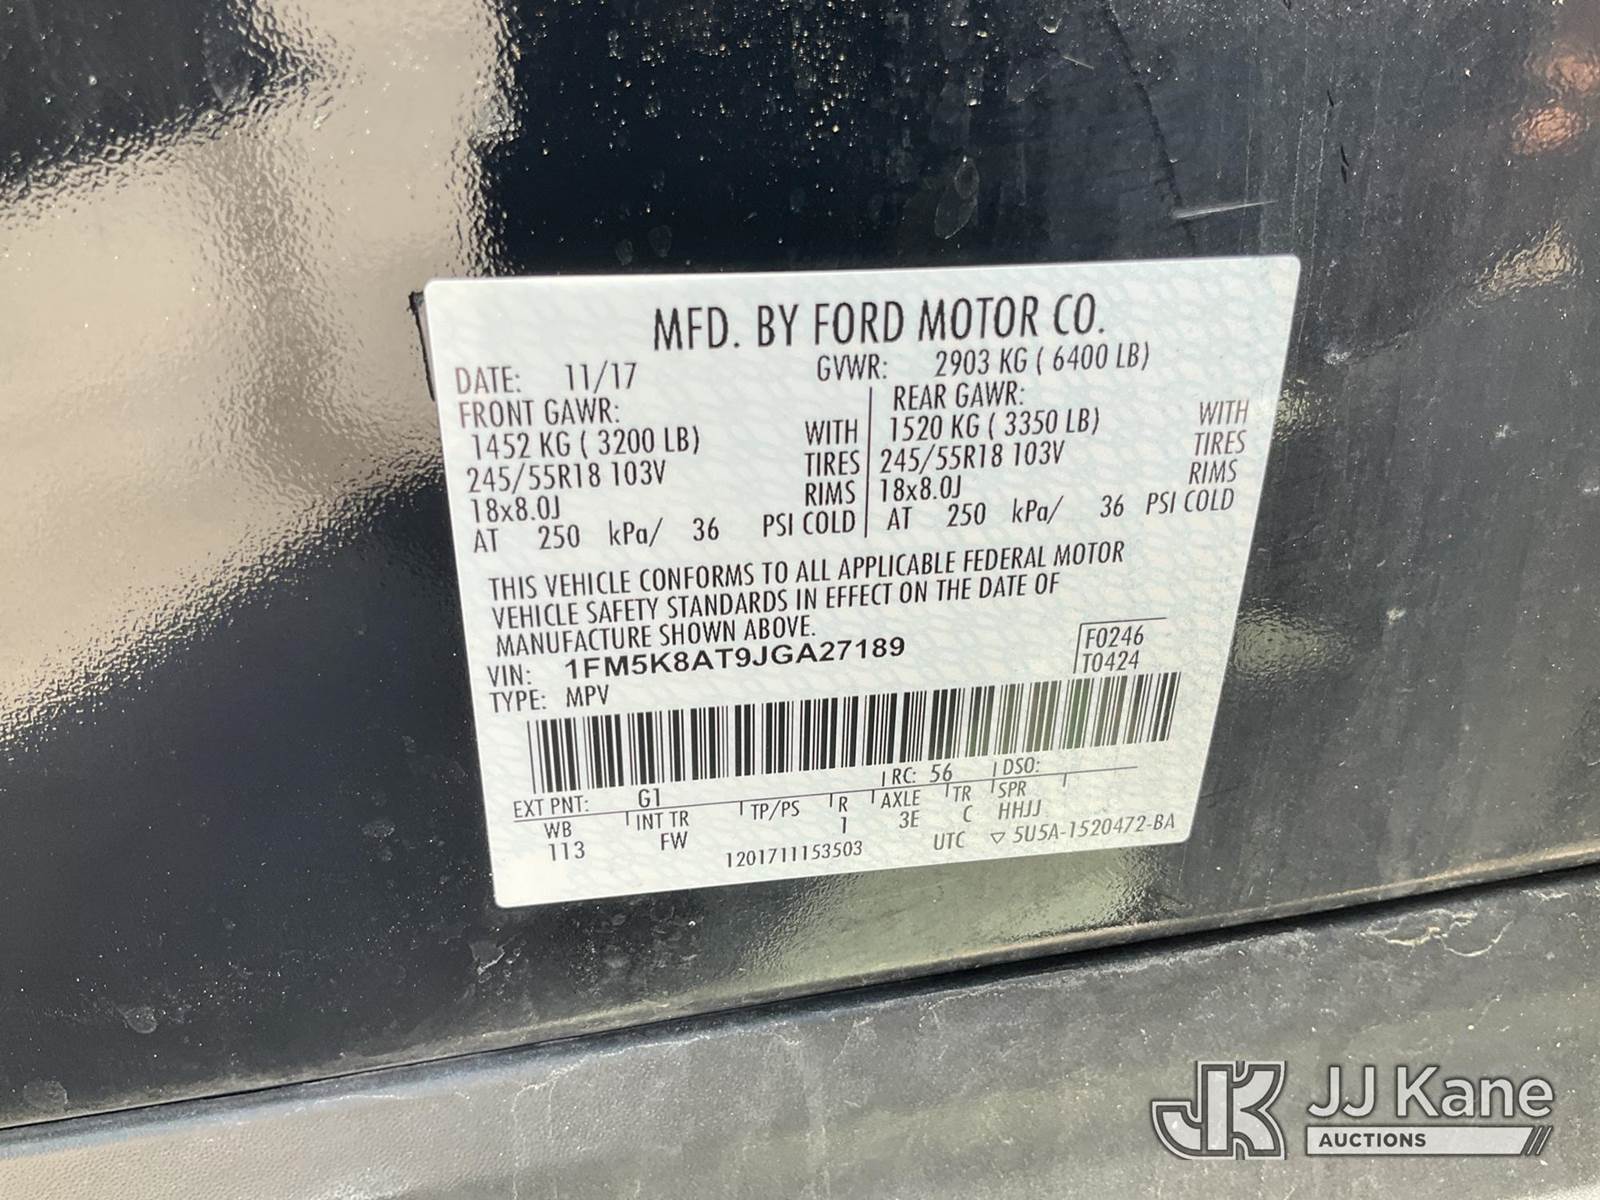 MFD. BY FORD MOTOR CO.
DATE: 11/17 GVWR: 2903 KG ( 6400 LB)
FRONT GAWR: REAR GAWR:
1452 KG ( 3200 LB) WITH 1520 KG ( 3350 LB) WITH
245/55R18 103V TIRES 245/55R18 103V TIRES
18x8.0J RIMS 18x8.0J RIMS
AT 250 kPa/ 36 PSI COLD AT 250 kPa/ 36 PSI COLD
THIS VEHICLE CONFORMS TO ALL APPLICABLE FEDERAL MOTOR
VEHICLE SAFETY STANDARDS IN EFFECT ON THE DATE OF
MANUFACTURE SHOWN ABOVE.
VIN: 1FM5K8AT9JGA27189 F0246
TYPE: MPV T0424
EXT PNT: G1 RC: 56 DSO:
WB INT TR TP/PS R AXLE TR SPR
113 FW 1 3E C HHJJ
1201711153503 UTC ▽ 5U5A-1520472-BA
JK JJ Kane
AUCTIONS